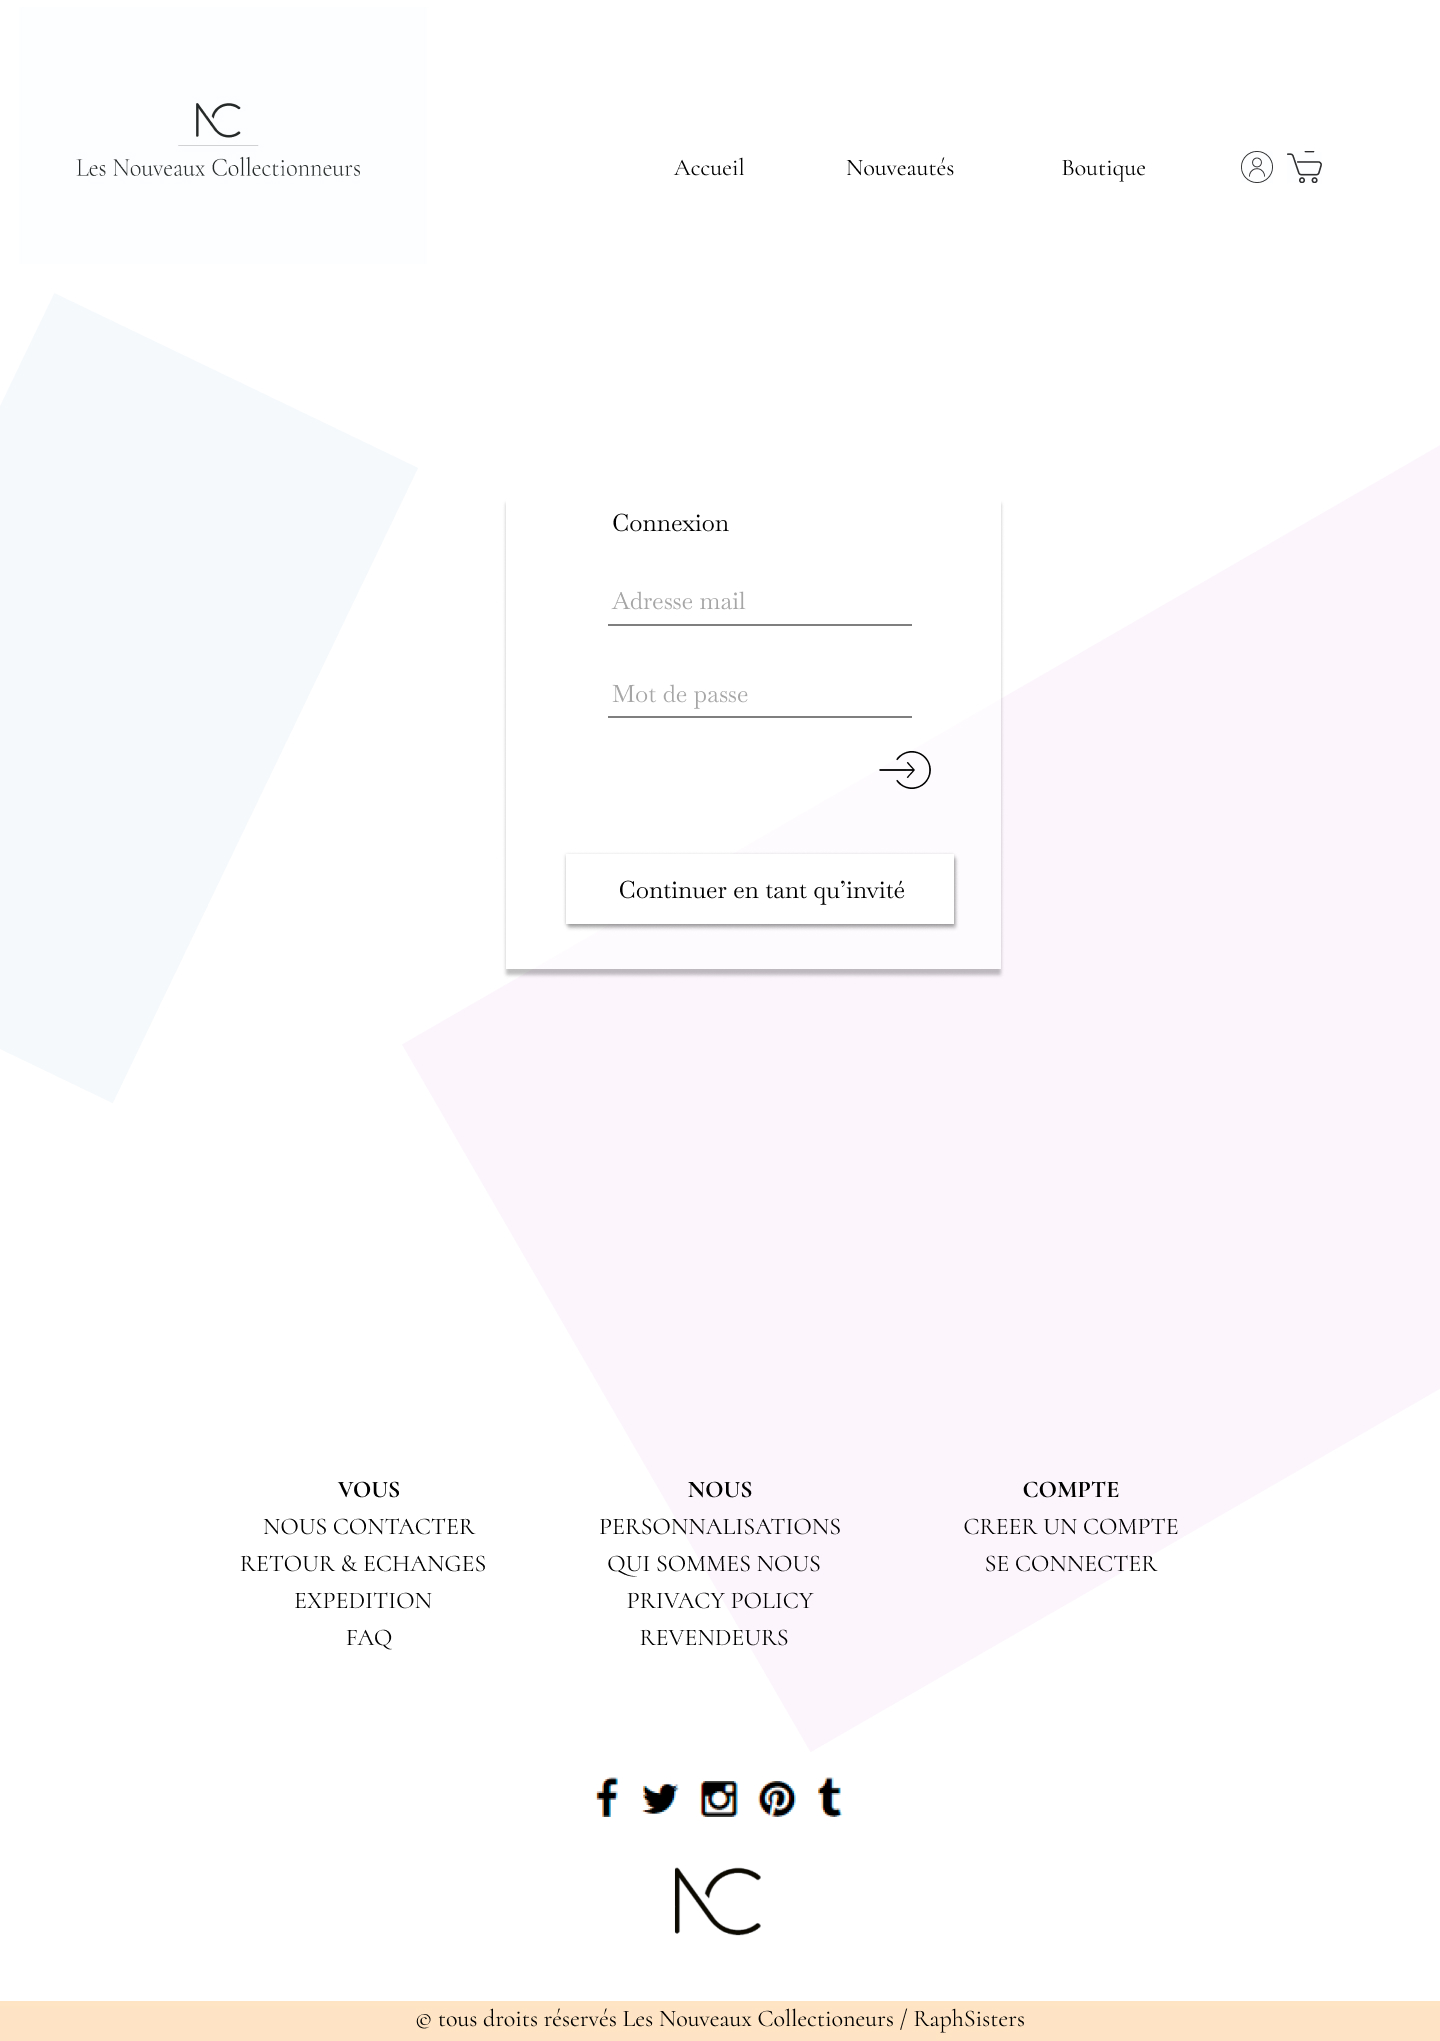 NC
Les Nouveaux Collectionneurs
Accueil
Nouveautés
Boutique
Connexion
Adresse mail
Mot de passe
Continuer en tant qu’invité
VOUS
NOUS CONTACTER
RETOUR & ECHANGES
EXPEDITION
FAQ
NOUS
PERSONNALISATIONS
QUI SOMMES NOUS
PRIVACY POLICY
REVENDEURS
COMPTE
CREER UN COMPTE
SE CONNECTER
NC
© tous droits réservés Les Nouveaux Collectioneurs / RaphSisters